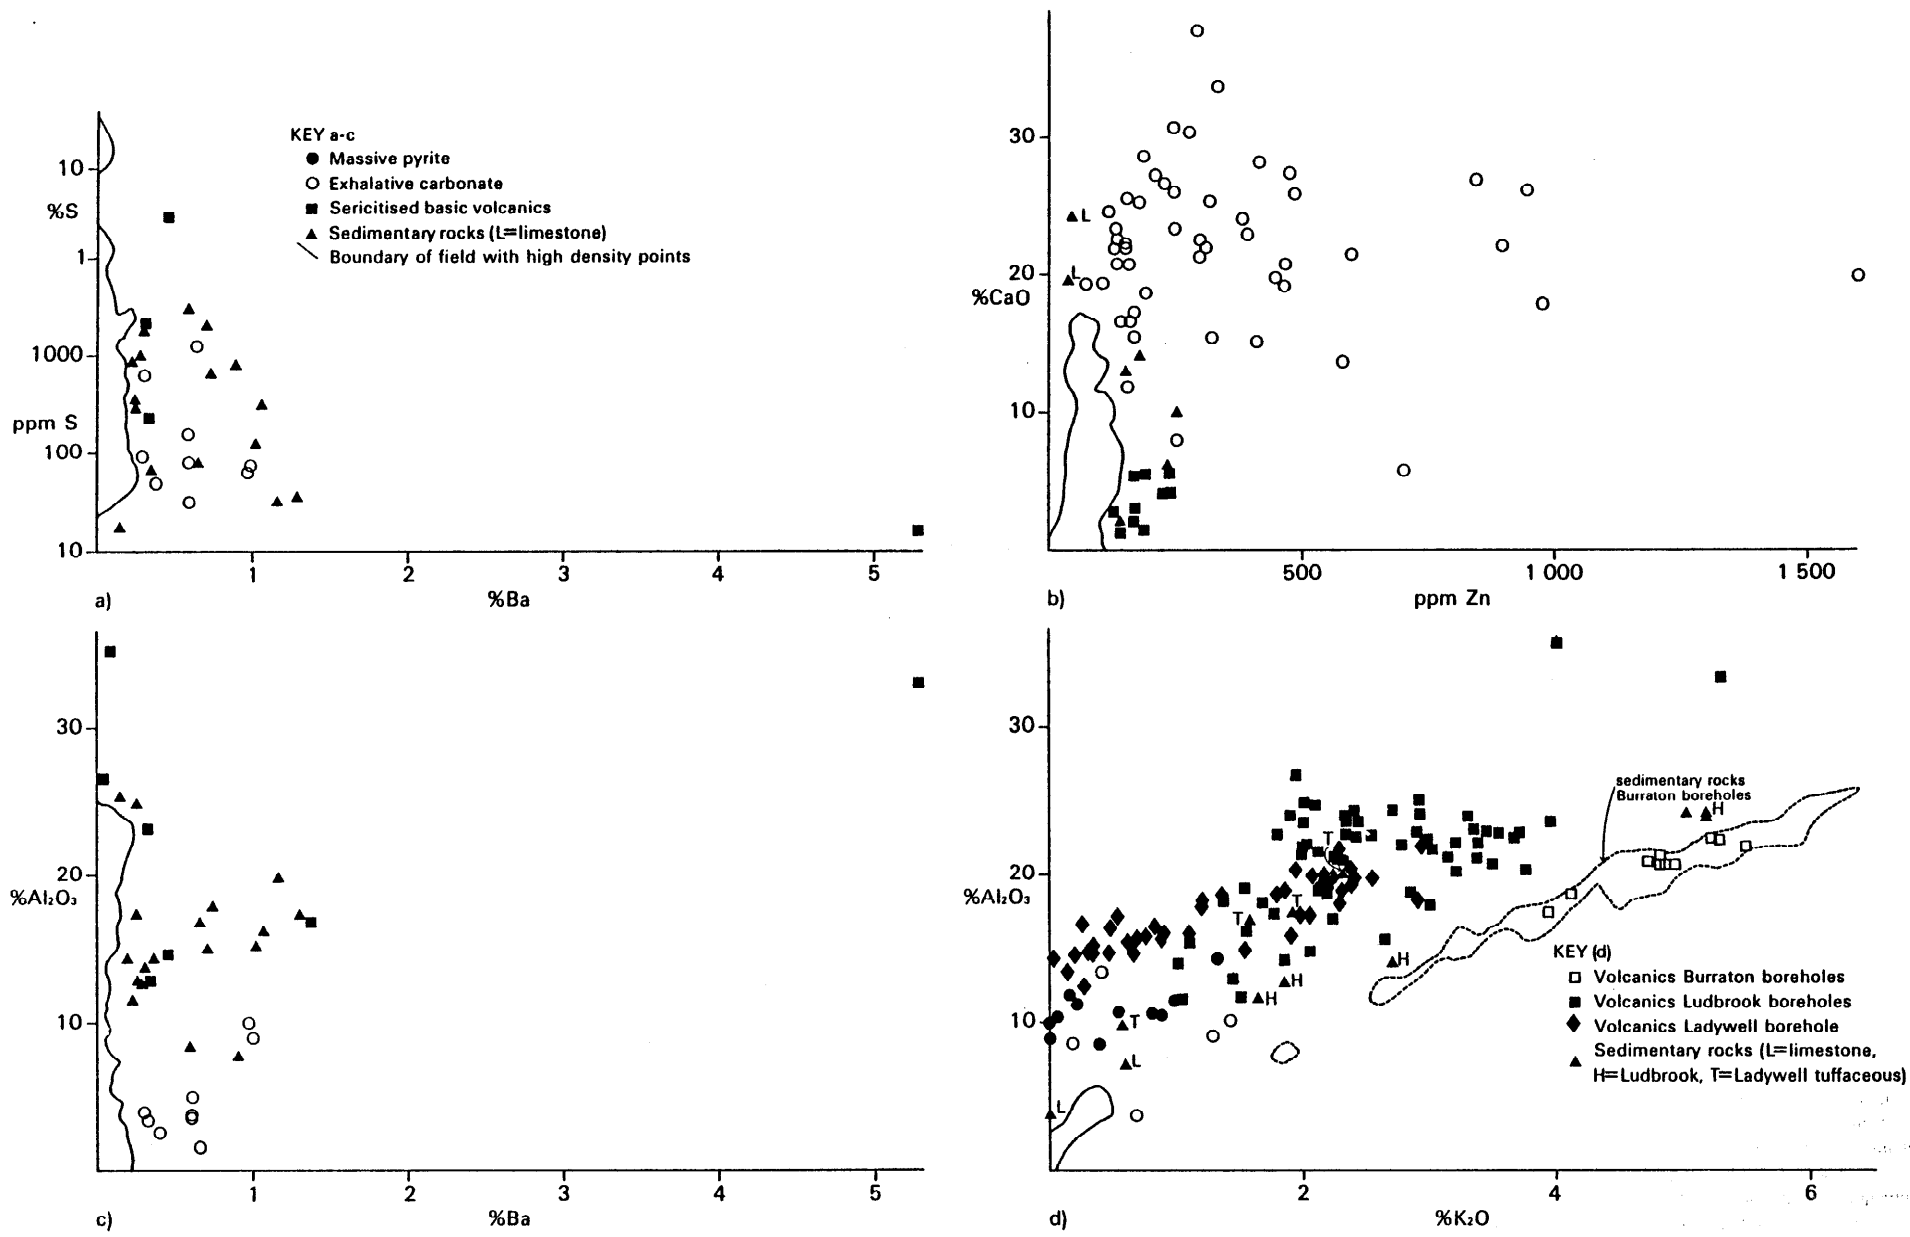 KEY a-c
Massive pyrite
Exhalative carbonate
Sericitised basic volcanics
Sedimentary rocks (L=limestone)
Boundary of field with high density points
10
%S
1
1000
ppm S
100
10
1
2
3
4
5
a)
%Ba
30
20
%CaO
10
L
L
500
1 000
1 500
b)
ppm Zn
30
20
%Al₂O₃
10
1
2
3
4
5
c)
%Ba
30
20
%Al₂O₃
10
sedimentary rocks
Burraton boreholes
H
T
T
T
H
H
H
T
L
L
KEY (d)
Volcanics Burraton boreholes
Volcanics Ludbrook boreholes
Volcanics Ladywell borehole
Sedimentary rocks (L=limestone,
H=Ludbrook, T=Ladywell tuffaceous)
2
4
6
d)
%K₂O